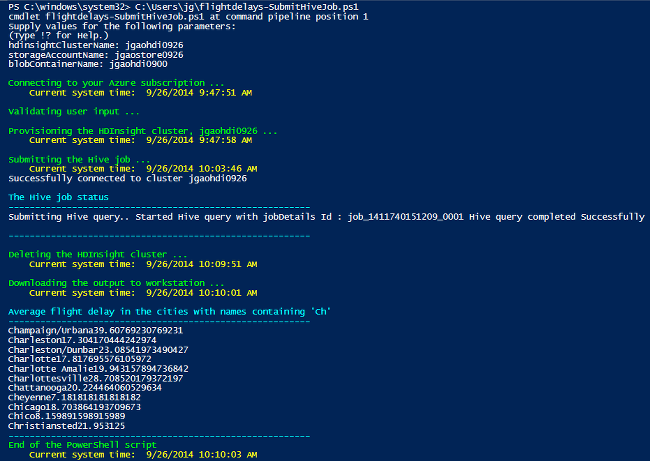 PS C:\windows\system32> C:\Users\jg\flightdelays-SubmitHiveJob.ps1
cmdlet flightdelays-SubmitHiveJob.ps1 at command pipeline position 1
Supply values for the following parameters:
(Type !? for Help.)
hdinsightClusterName: jgaohdi0926
storageAccountName: jgaostore0926
blobContainerName: jgaohdi0900
Connecting to your Azure subscription ...
Current system time: 9/26/2014 9:47:51 AM
Validating user input ...
Provisioning the HDInsight cluster, jgaohdi0926 ...
Current system time: 9/26/2014 9:47:58 AM
Submitting the Hive job ...
Current system time: 9/26/2014 10:03:46 AM
Successfully connected to cluster jgaohdi0926
The Hive job status
---------------------------------------------------------
Submitting Hive query.. Started Hive query with jobDetails Id : job_1411740151209_0001 Hive query completed Successfully
---------------------------------------------------------
Deleting the HDInsight cluster ...
Current system time: 9/26/2014 10:09:51 AM
Downloading the output to workstation ...
Current system time: 9/26/2014 10:10:01 AM
Average flight delay in the cities with names containing 'Ch'
---------------------------------------------------------
Champaign/Urbana39.60769230769231
Charleston17.304170444242974
Charleston/Dunbar23.08541973490427
Charlotte17.817695576105972
Charlotte Amalie19.943157894736842
Charlottesville28.708520179372197
Chattanooga20.224464060529634
Cheyenne7.181818181818182
Chicago18.703864193709673
Chico8.159891598915989
Christiansted21.953125
---------------------------------------------------------
End of the PowerShell script
Current system time: 9/26/2014 10:10:03 AM